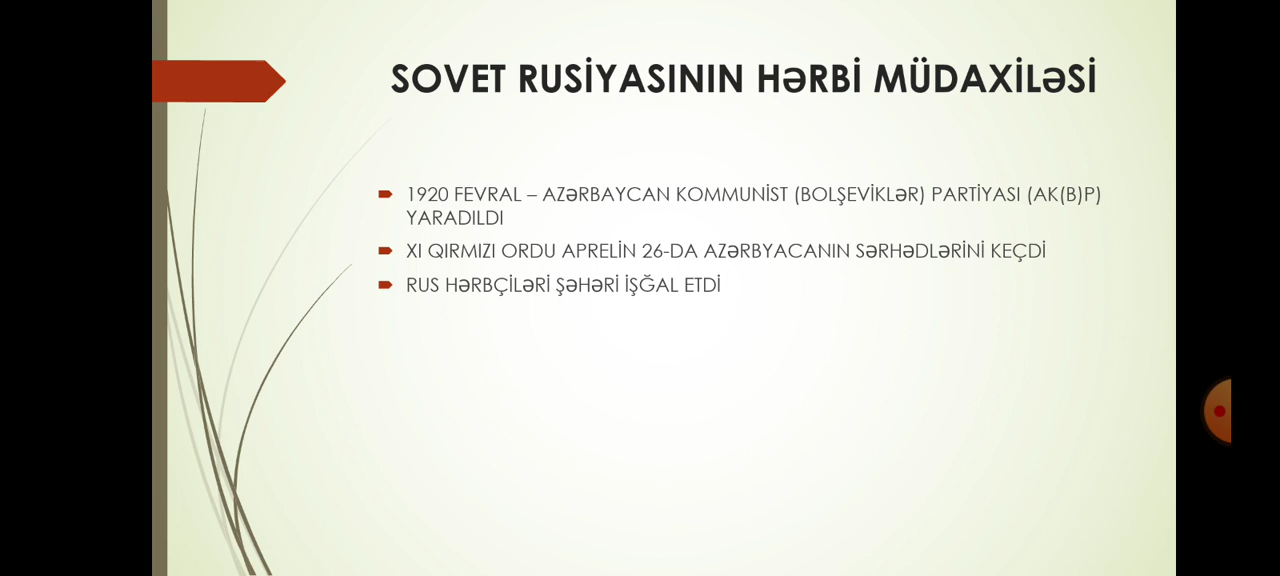 SOVET RUSİYASININ HƏRBİ MÜDAXİLƏSİ
1920 FEVRAL – AZƏRBAYCAN KOMMUNİST (BOLŞEVİKLƏR) PARTİYASI (AK(B)P)
YARADILDI
XI QIRMIZI ORDU APRELİN 26-DA AZƏRBYACANIN SƏRHƏDLƏRİNİ KEÇDİ
RUS HƏRBÇİLƏRİ ŞƏHƏRİ İŞĞAL ETDİ